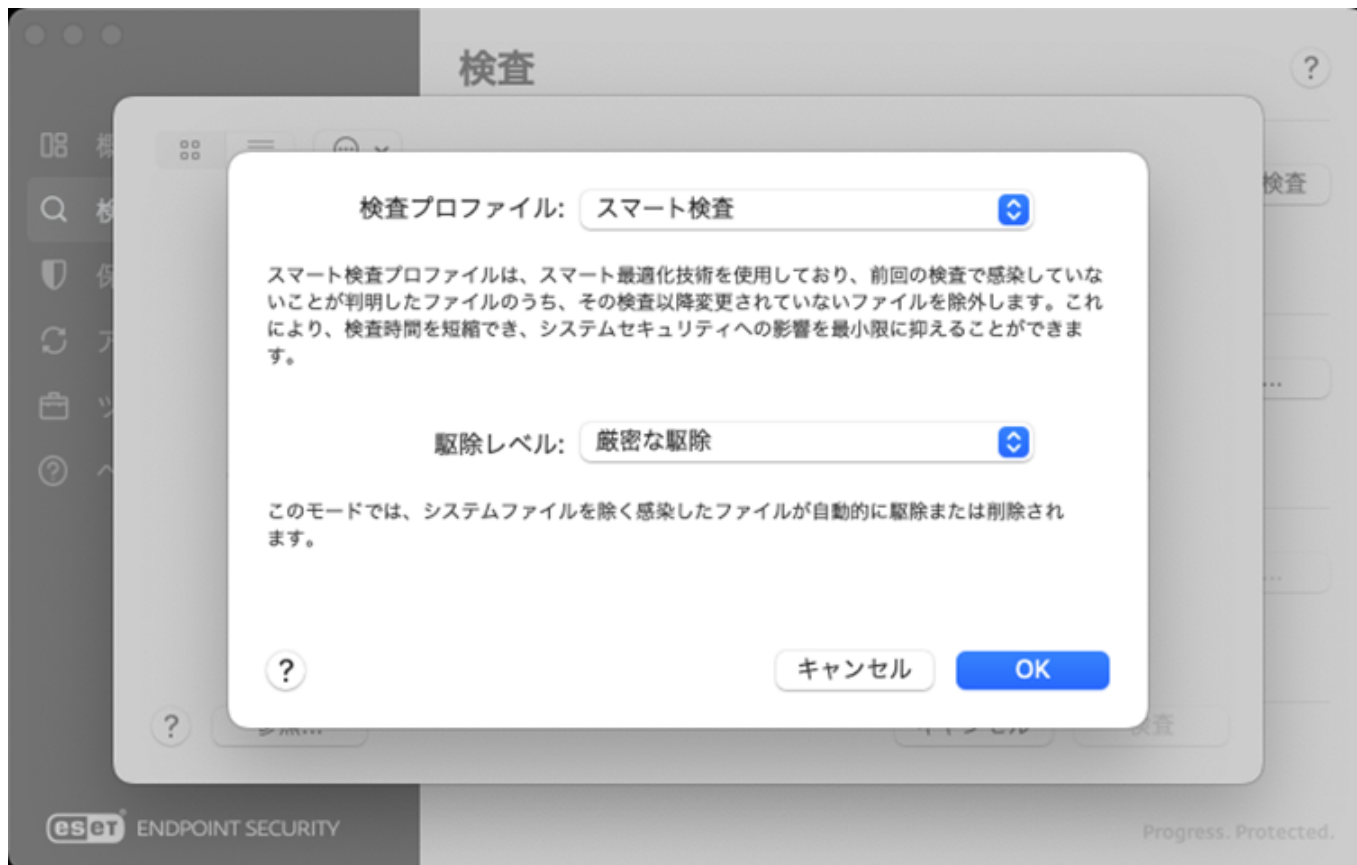 検査
?
検査
検査プロファイル: スマート検査
スマート検査プロファイルは、スマート最適化技術を使用しており、前回の検査で感染していな
いことが判明したファイルのうち、その検査以降変更されていないファイルを除外します。これ
により、検査時間を短縮でき、システムセキュリティへの影響を最小限に抑えることができま
す。
...
駆除レベル: 厳密な駆除
?
このモードでは、システムファイルを除く感染したファイルが自動的に駆除または削除され
ます。
...
? キャンセル OK
? 検査
eset ENDPOINT SECURITY
Progress. Protected.